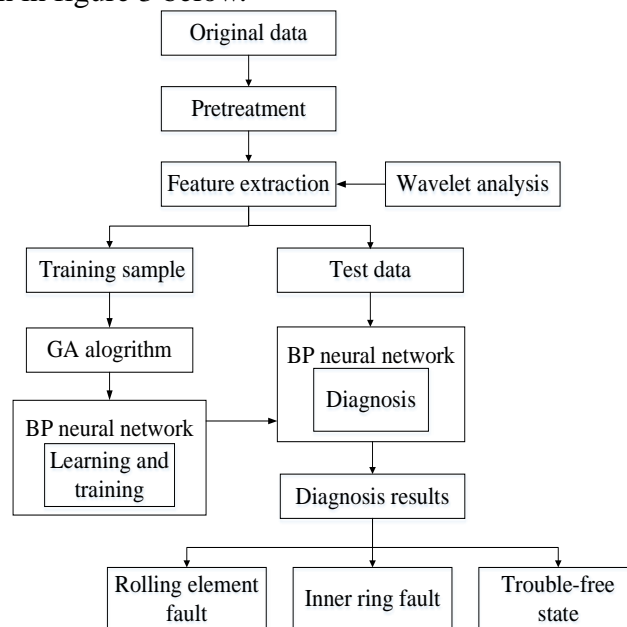 in figure below.
Original data
Pretreatment
Feature extraction
Wavelet analysis
Training sample
Test data
GA alogrithm
BP neural network
Diagnosis
BP neural network
Learning and
training
Diagnosis results
Rolling element
fault
Inner ring fault
Trouble-free
state